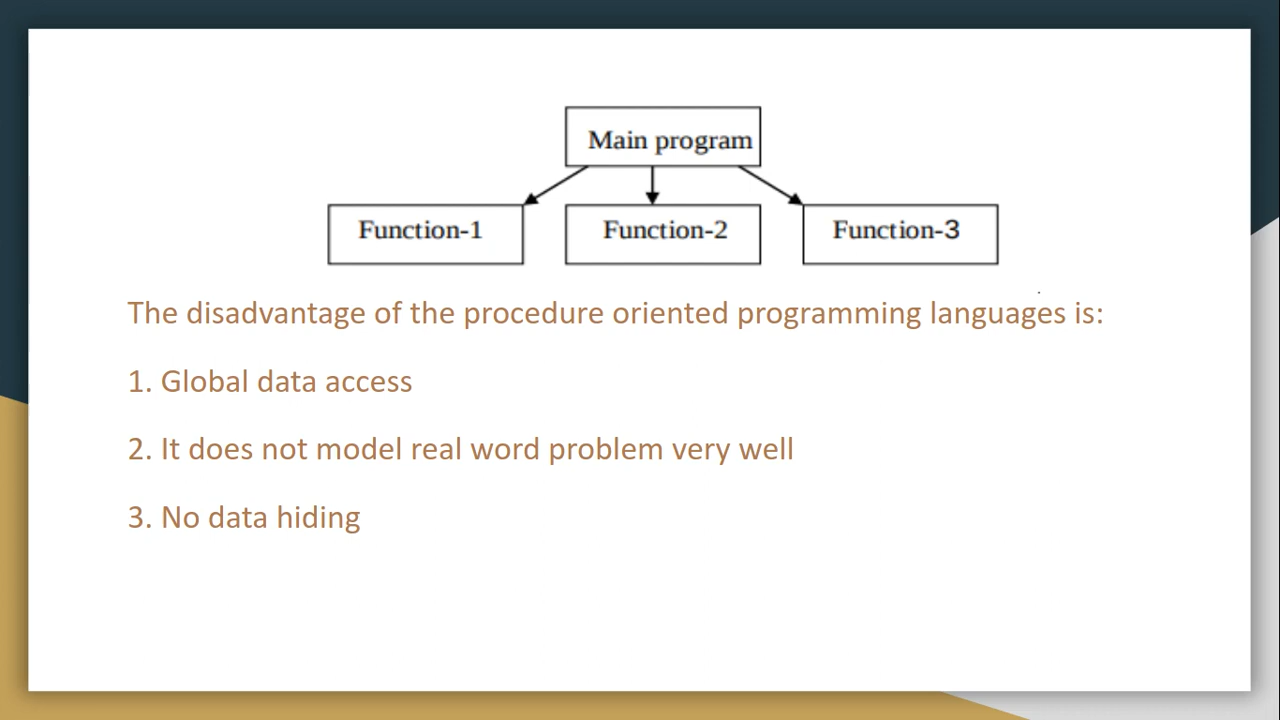 Main program
Function-1 Function-2 Function-3
The disadvantage of the procedure oriented programming languages is:
1. Global data access
2. It does not model real word problem very well
3. No data hiding